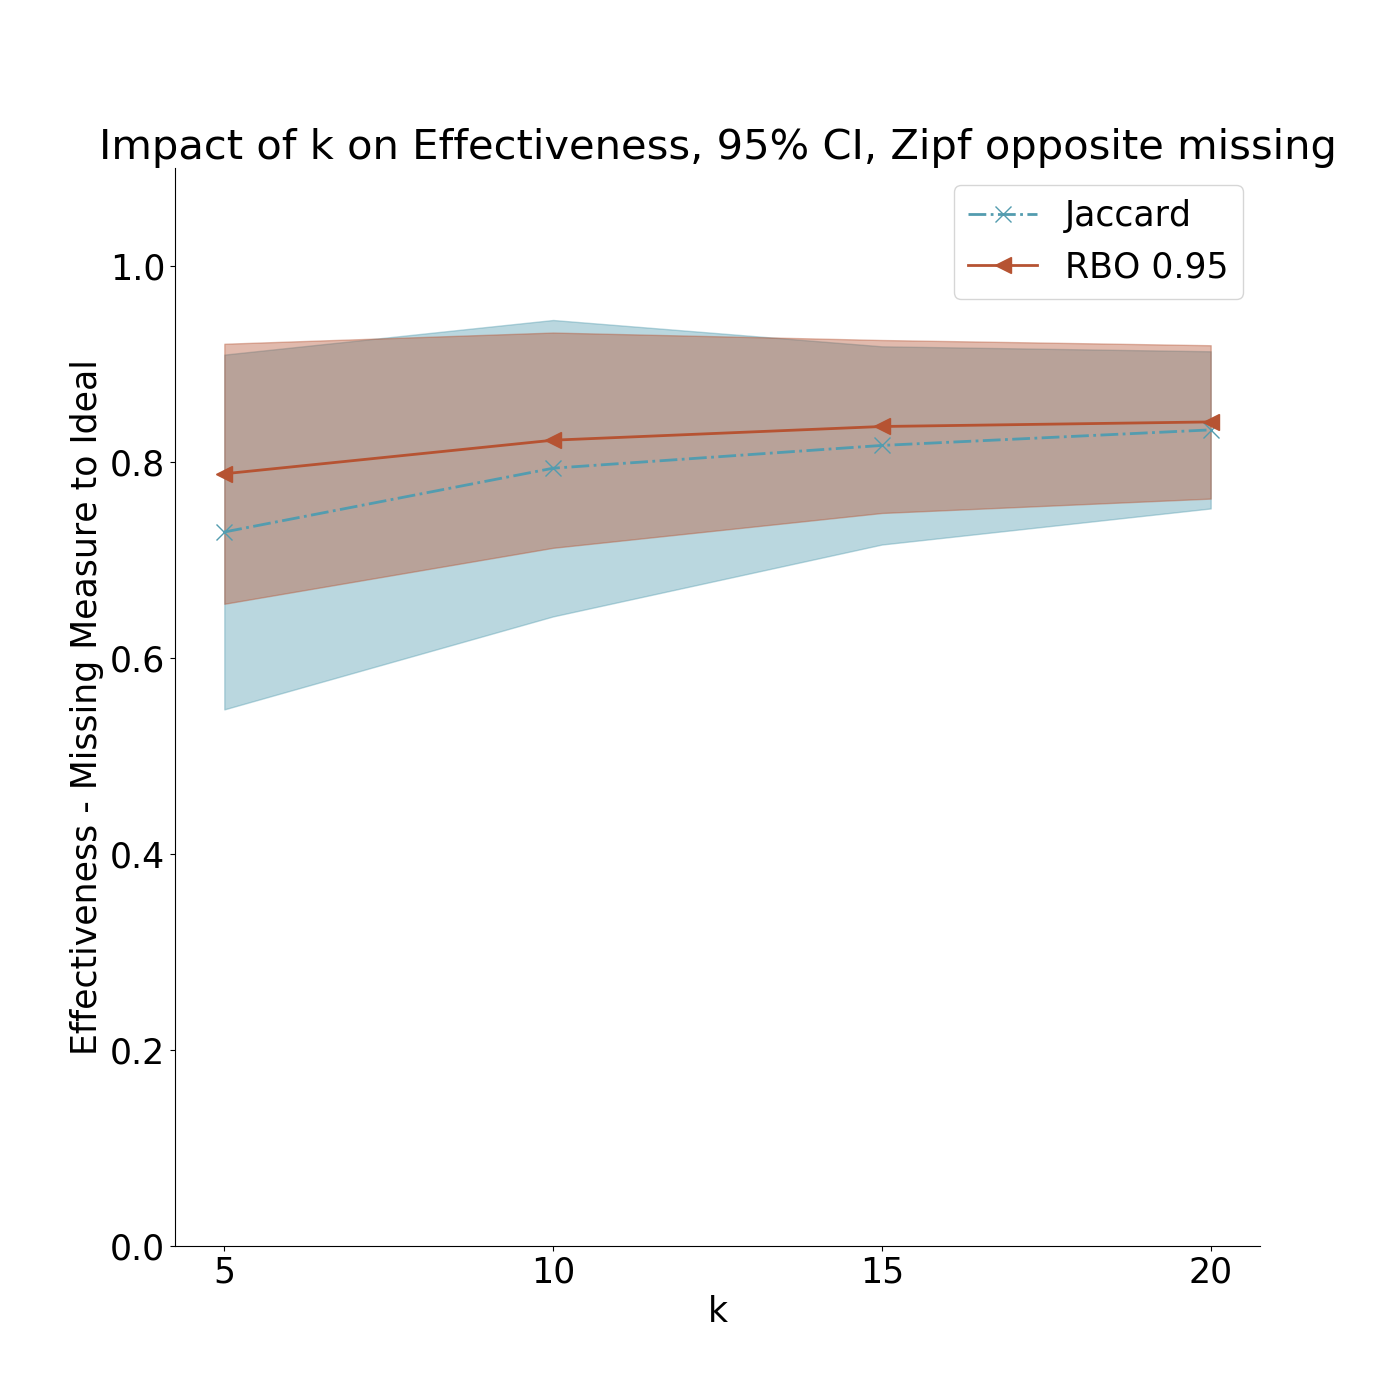 Impact of k on Effectiveness, 95% CI, Zipf opposite missing
Jaccard
RBO 0.95
Effectiveness - Missing Measure to Ideal
1.0
0.8
0.6
0.4
0.2
0.0
5 10 15 20
k